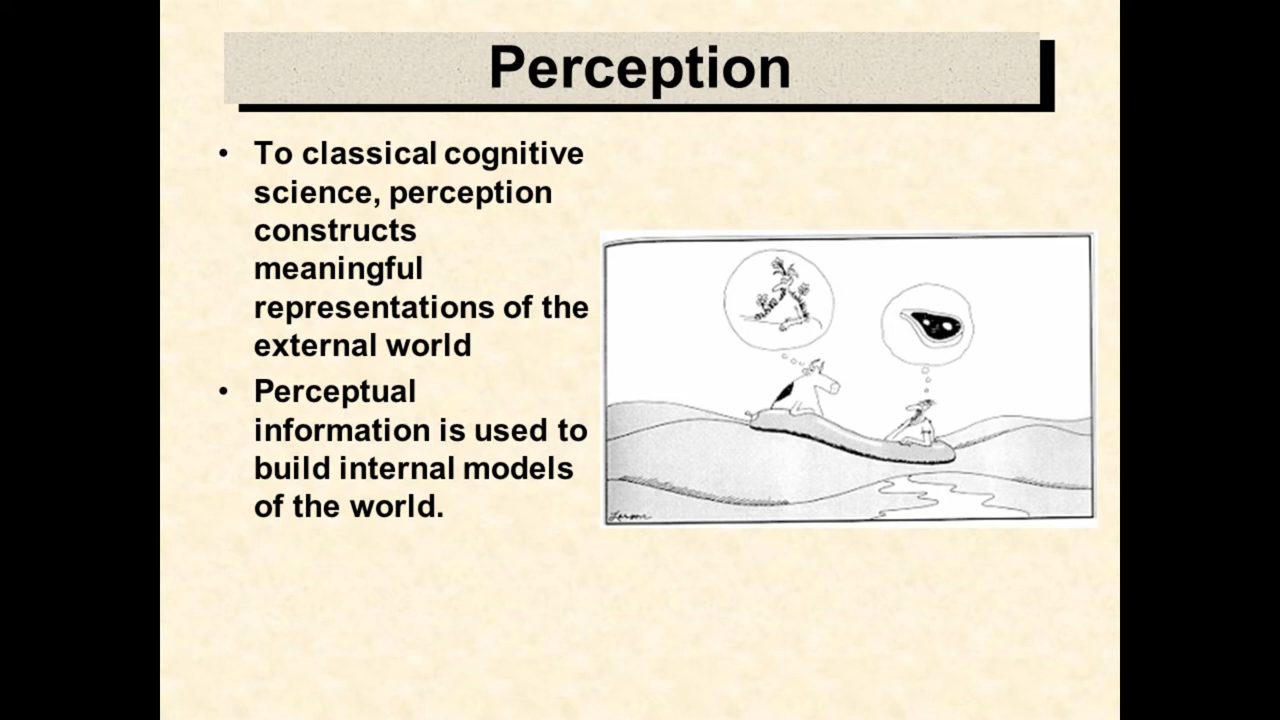 Perception
• To classical cognitive
science, perception
constructs
meaningful
representations of the
external world
• Perceptual
information is used to
build internal models
of the world.
Larson